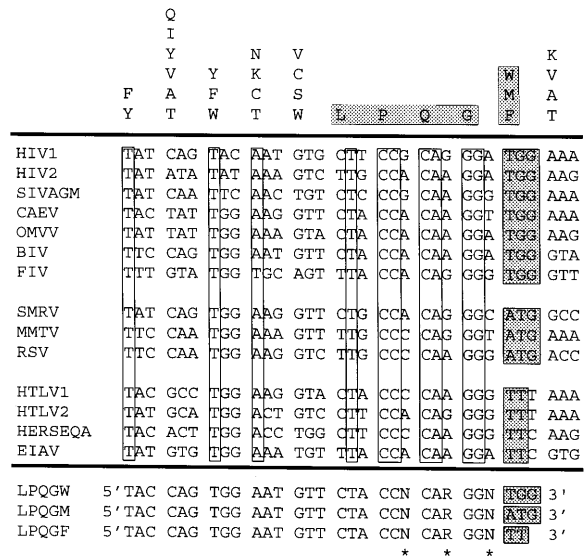 Q
I
Y N V K
V Y K C W V
F A F C S M A
Y T W T W L P Q G F T
HIV1 TAT CAG TAC AAT GTG CTT CCG CAG GGA TGG AAA
HIV2 TAT ATA TAT AAA GTC TTG CCA CAG GGA TGG AAG
SIVAGM TAT CAA TTC AAC TGT CTC CCG CAG GGA TGG AAA
CAEV TAC TAT TGG AAG GTT CTA CCA CAG GGT TGG AAA
OMVV TAT TAT TGG AAA GTA CTA CCA CAA GGA TGG AAG
BIV TTC CAG TGG AAT GTT CTA CCA CAA GGA TGG GTA
FIV TTT GTA TGG TGC AGT TTA CCA CAG GGG TGG GTT
SMRV TAT CAG TGG AAG GTT CTG CCA CAG GGC ATG GCC
MMTV TTC CAA TGG AAA GTT TTG CCC CAG GGT ATG AAA
RSV TTC CAA TGG AAG GTC TTG CCC CAA GGG ATG ACC
HTLV1 TAC GCC TGG AAG GTA CTA CCC CAA GGG TTT AAA
HTLV2 TAT GCA TGG ACT GTC CTT CCA CAG GGG TTT AAA
HERSEQA TAC ACT TGG ACC TGG CTT CCA CAA GGG TTC AAG
EIAV TAT GTG TGG AAA TGT TTA CCA CAA GGA TTC GTG
LPQGW 5'TAC CAG TGG AAT GTT CTA CCN CAR GGN TGG 3'
LPQGM 5'TAC CAG TGG AAT GTT CTA CCN CAR GGN ATG 3'
LPQGF 5'TAC CAG TGG AAT GTT CTA CCN CAR GGN TT 3'
* * *